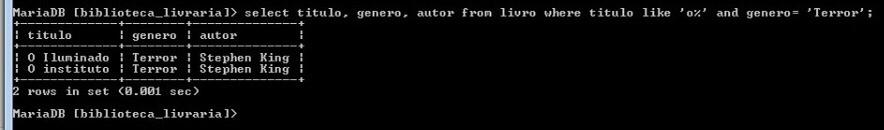 MariaDB [biblioteca_livraria]> select titulo, genero, autor from livro where titulo like 'o%' and genero= 'Terror';
+-------------+--------+--------------+
| titulo      | genero | autor        |
+-------------+--------+--------------+
| O Iluminado | Terror | Stephen King |
| O instituto | Terror | Stephen King |
+-------------+--------+--------------+
2 rows in set (0.001 sec)
MariaDB [biblioteca_livraria]>